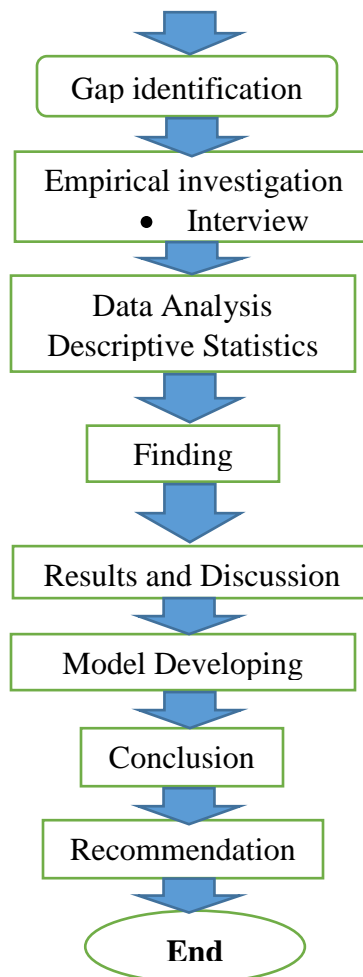 Gap identification
Empirical investigation
• Interview
Data Analysis
Descriptive Statistics
Finding
Results and Discussion
Model Developing
Conclusion
Recommendation
End